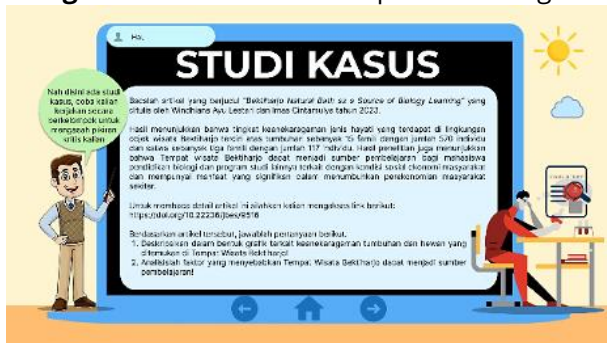 Hai,
STUDI KASUS
Nah disini ada studi
kasus, coba kalian
kerjakan secara
berkelompok untuk
mengasah pikiran
kritis kalian
Bacalah artikel yang berjudul "Bektiharjo Natural Bath as a Source of Biology Learning" yang
ditulis oleh Windhiana Ayu Lestari dan Imas Cintamulya tahun 2023.
Hasil menunjukkan bahwa tingkat keanekaragaman jenis hayati yang terdapat di lingkungan
objek wisata Bektiharjo terdiri atas tumbuhan sebanyak 15 famili dengan jumlah 570 individu
dan satwa sebanyak tiga famili dengan jumlah 117 individu. Hasil penelitian juga menunjukkan
bahwa Tempat wisata Bektiharjo dapat menjadi sumber pembelajaran bagi mahasiswa
pendidikan biologi dan program studi lainnya terkait dengan kondisi sosial ekonomi masyarakat
dan mempunyai manfaat yang signifikan dalam menumbuhkan perekonomian masyarakat
sekitar.
Untuk membaca detail artikel ini silahkan kalian mengakses link berikut:
https://doi.org/10.22236/jbes/9516
Berdasarkan artikel tersebut, jawablah pertanyaan berikut.
1. Deskripsikan dalam bentuk grafik terkait keanekaragaman tumbuhan dan hewan yang
ditemukan di Tempat Wisata Bektiharjo!
2. Analisislah faktor yang menyebabkan Tempat Wisata Bektiharjo dapat menjadi sumber
pembelajaran!